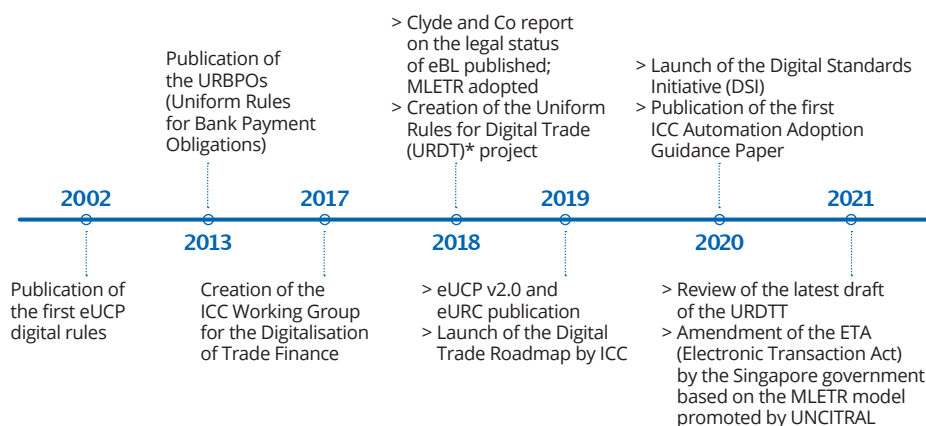 Publication of
the URBPOs
(Uniform Rules
for Bank Payment
Obligations)
> Clyde and Co report
on the legal status
of eBL published;
MLETR adopted
> Creation of the Uniform
Rules for Digital Trade
(URDT)* project
> Launch of the Digital Standards
Initiative (DSI)
> Publication of the first
ICC Automation Adoption
Guidance Paper
2002
2017
2019
2021
2013
2018
2020
Publication of
the first eUCP
digital rules
Creation of the
ICC Working Group
for the Digitalisation
of Trade Finance
> eUCP v2.0 and
eURC publication
> Launch of the Digital
Trade Roadmap by ICC
> Review of the latest draft
of the URDTT
> Amendment of the ETA
(Electronic Transaction Act)
by the Singapore government
based on the MLETR model
promoted by UNCITRAL